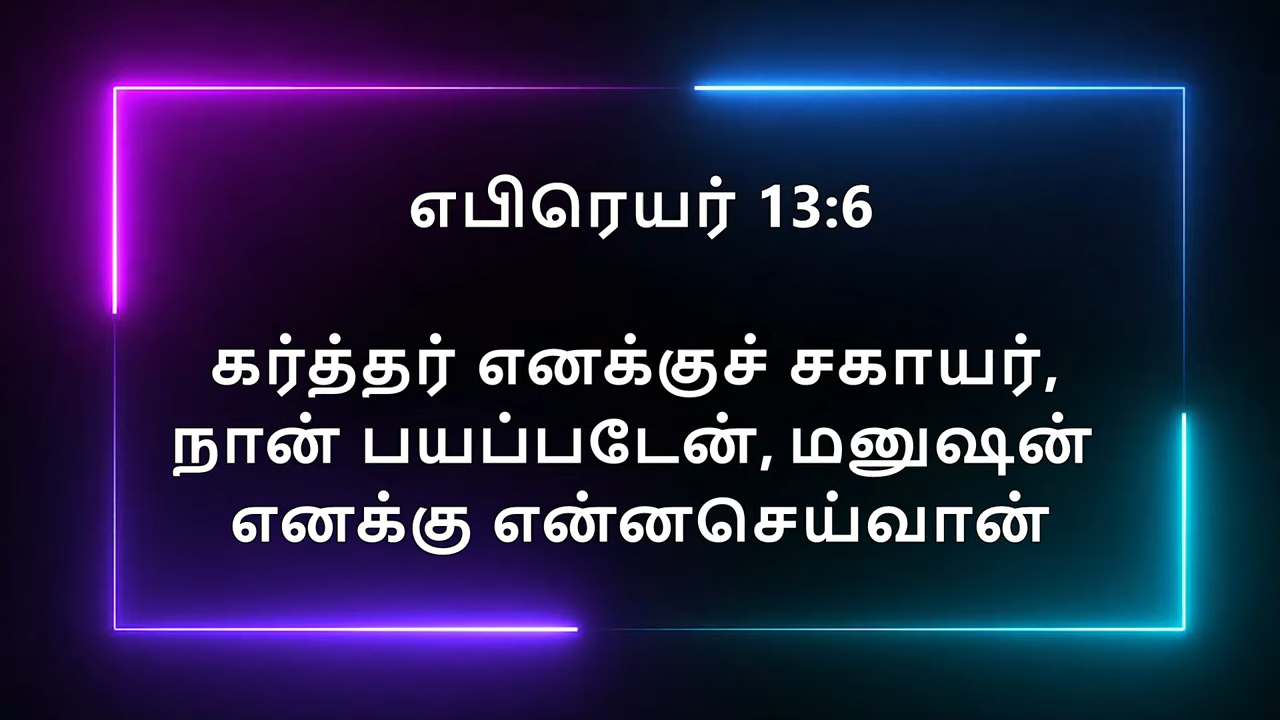 எபிரெயர் 13:6
கர்த்தர் எனக்குச் சகாயர்,
நான் பயப்படேன், மனுஷன்
எனக்கு என்னசெய்வான்